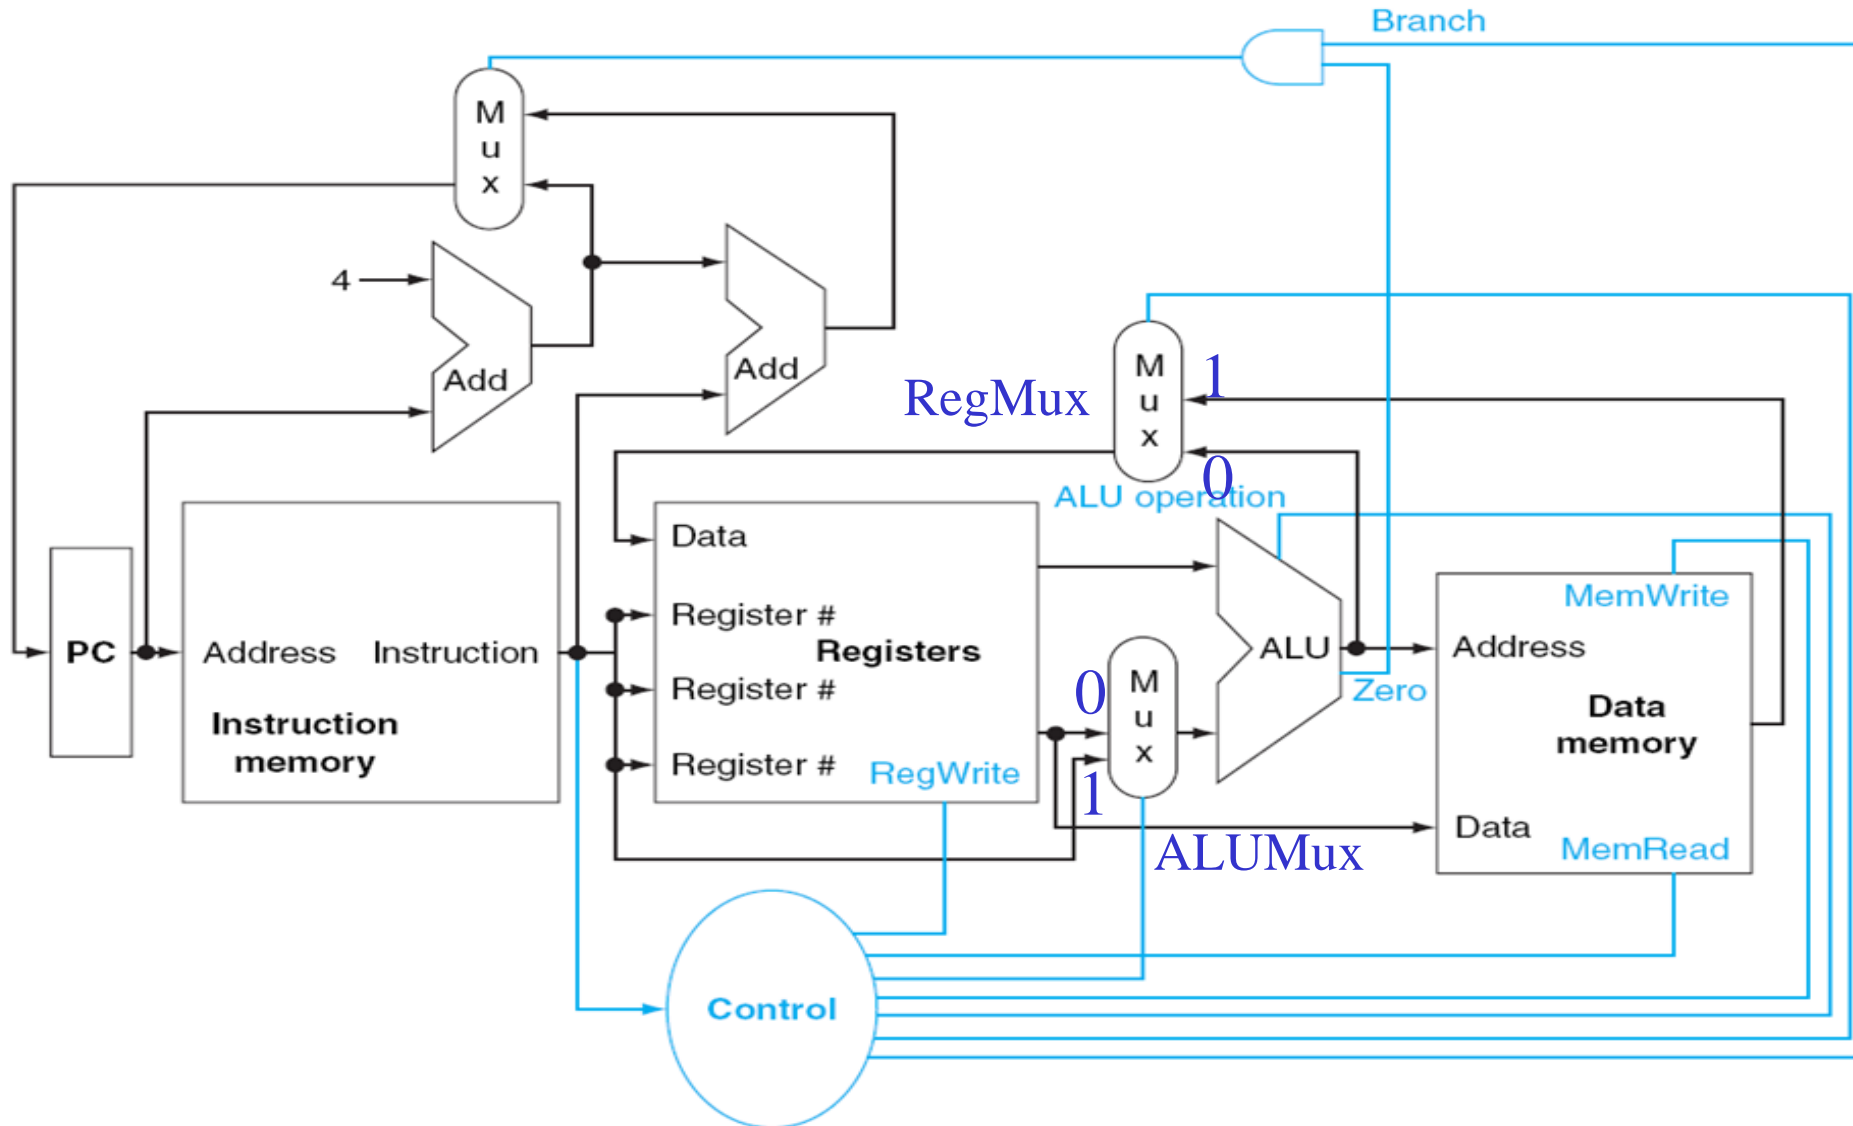 Branch
M
u
x
4
Add
Add
M
u
x
RegMux
1
0
ALU operation
Data
Register #
Registers
Register #
Register #
RegWrite
PC
Address
Instruction
Instruction
memory
0
1
M
u
x
ALUMux
ALU
Zero
MemWrite
Address
Data
memory
Data
MemRead
Control